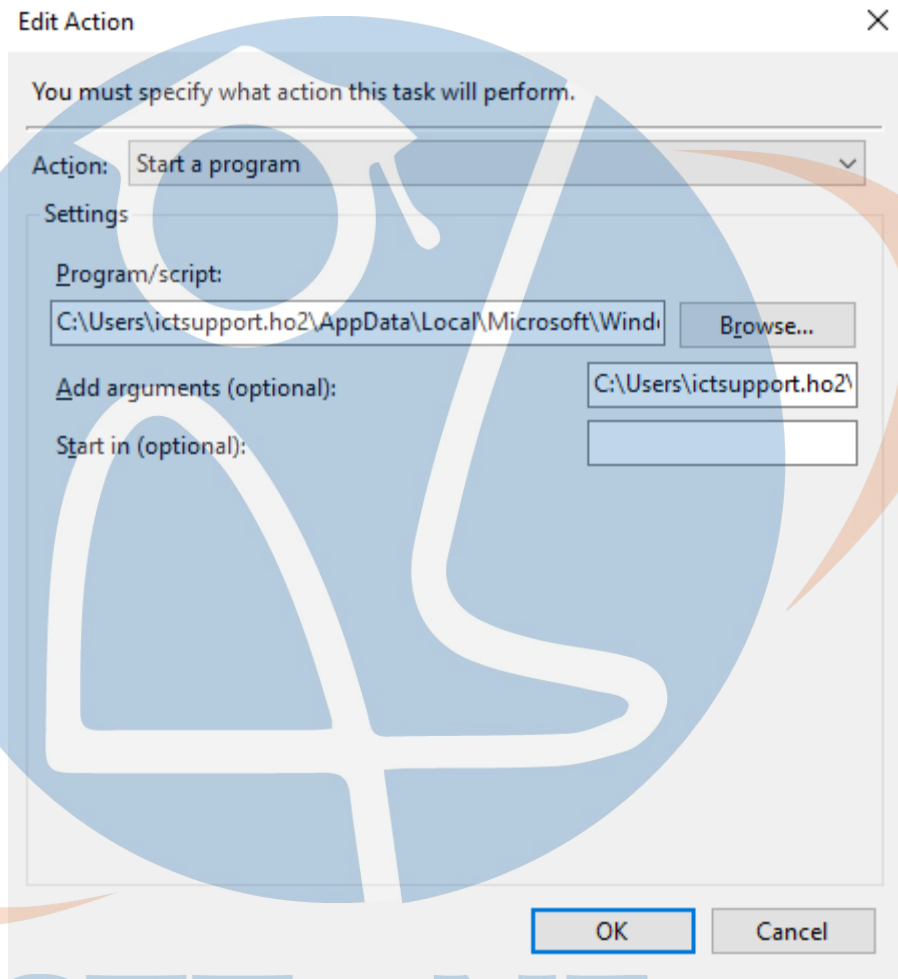 Edit Action
You must specify what action this task will perform.
Action: Start a program
Settings
Program/script:
C:\Users\ictsupport.ho2\AppData\Local\Microsoft\Wind
Browse...
Add arguments (optional): C:\Users\ictsupport.ho2\
Start in (optional):
OK Cancel